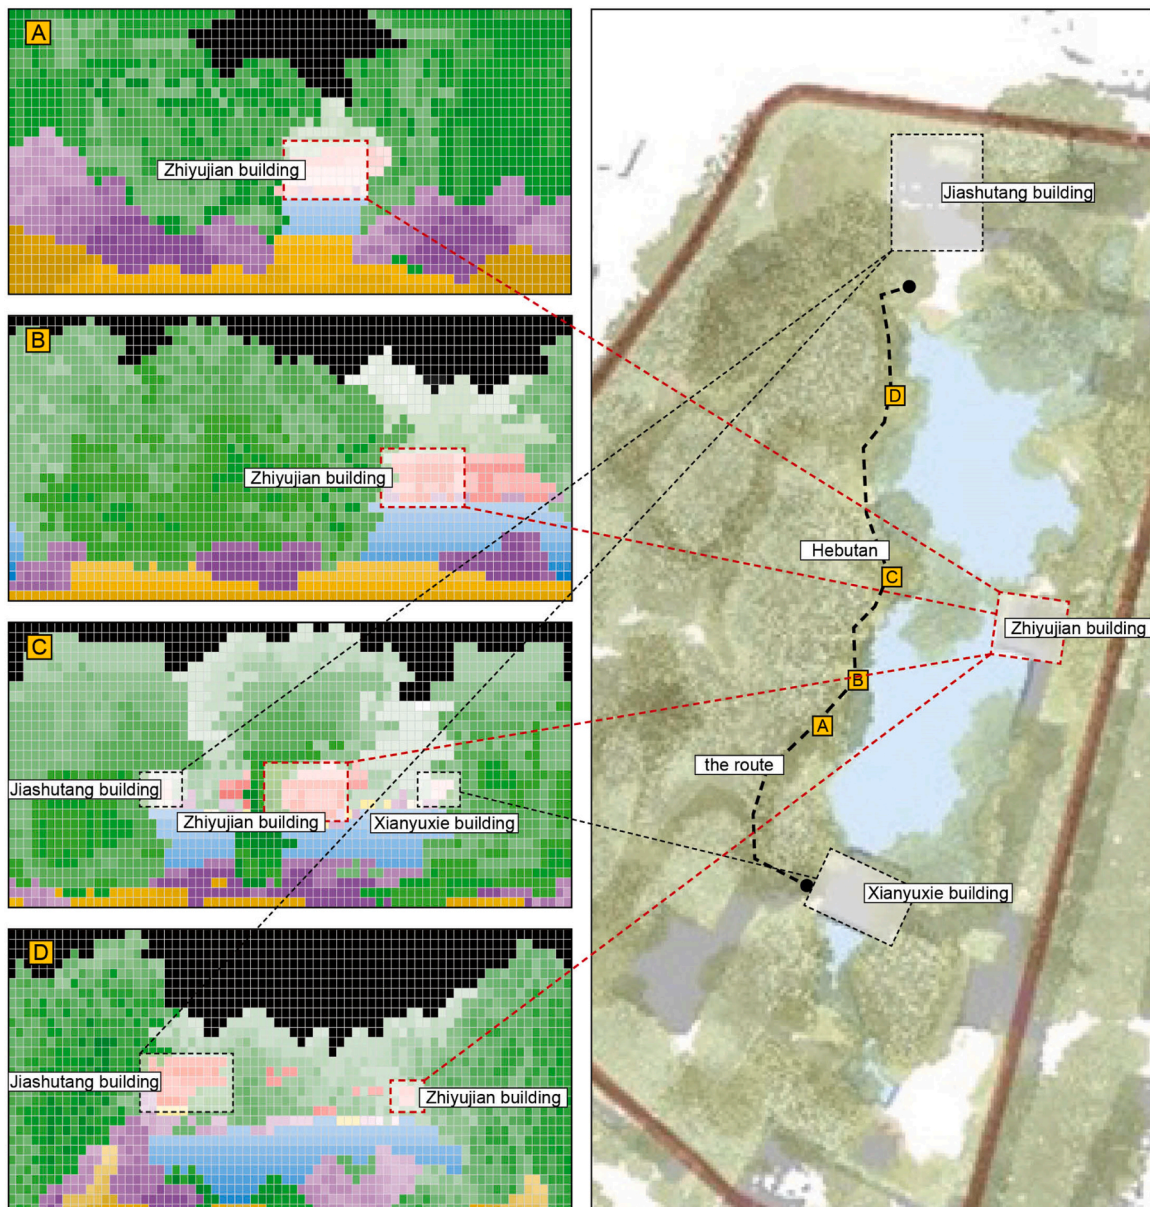 A
Zhiyujian building
B
Zhiyujian building
C
Jiashutang building
Zhiyujian building
Xianyuxie building
D
Jiashutang building
Zhiyujian building
Jiashutang building
D
Hebutan
C
Zhiyujian building
B
A
the route
Xianyuxie building